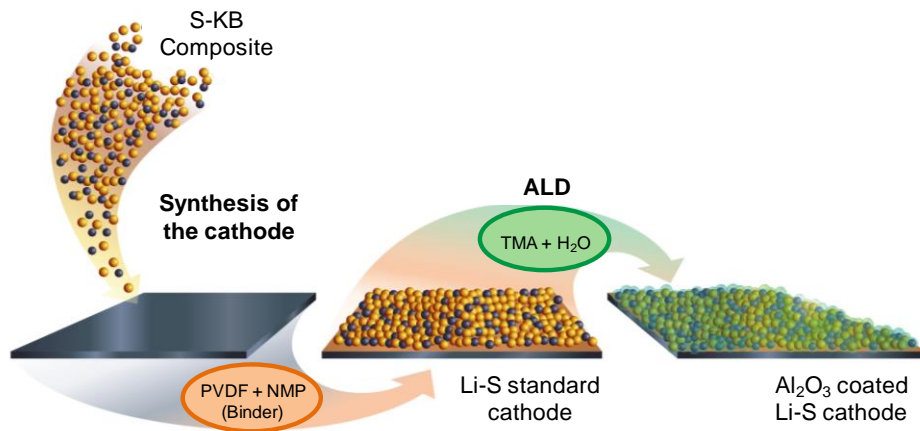 S-KB
Composite
Synthesis of
the cathode
ALD
TMA + H₂O
PVDF + NMP
(Binder)
Li-S standard
cathode
Al₂O₃ coated
Li-S cathode